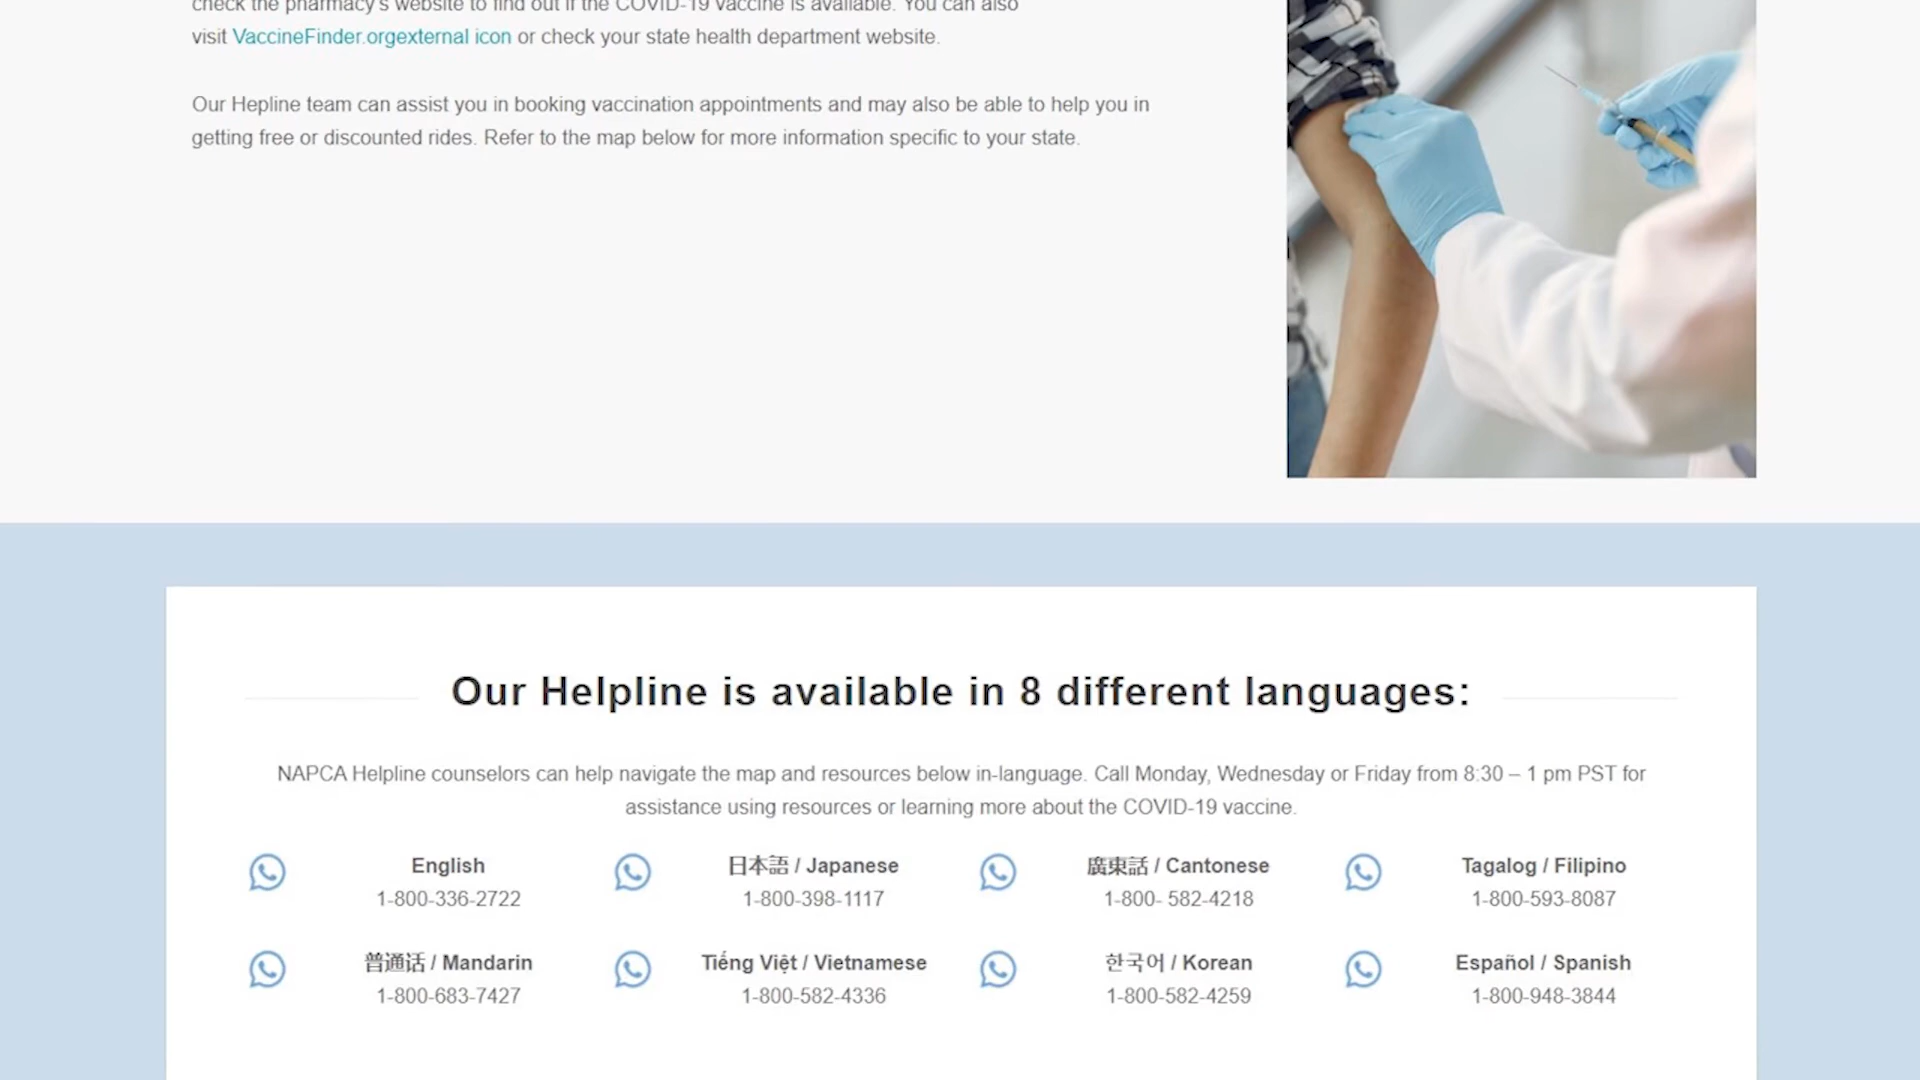 check the pharmacy's website to find out if the COVID-19 vaccine is available. You can also
visit VaccineFinder.orgexternal icon or check your state health department website.
Our Hepline team can assist you in booking vaccination appointments and may also be able to help you in
getting free or discounted rides. Refer to the map below for more information specific to your state.
Our Helpline is available in 8 different languages:
NAPCA Helpline counselors can help navigate the map and resources below in-language. Call Monday, Wednesday or Friday from 8:30 – 1 pm PST for
assistance using resources or learning more about the COVID-19 vaccine.
English
1-800-336-2722
日本語 / Japanese
1-800-398-1117
廣東話 / Cantonese
1-800- 582-4218
Tagalog / Filipino
1-800-593-8087
普通话 / Mandarin
1-800-683-7427
Tiếng Việt / Vietnamese
1-800-582-4336
한국어 / Korean
1-800-582-4259
Español / Spanish
1-800-948-3844